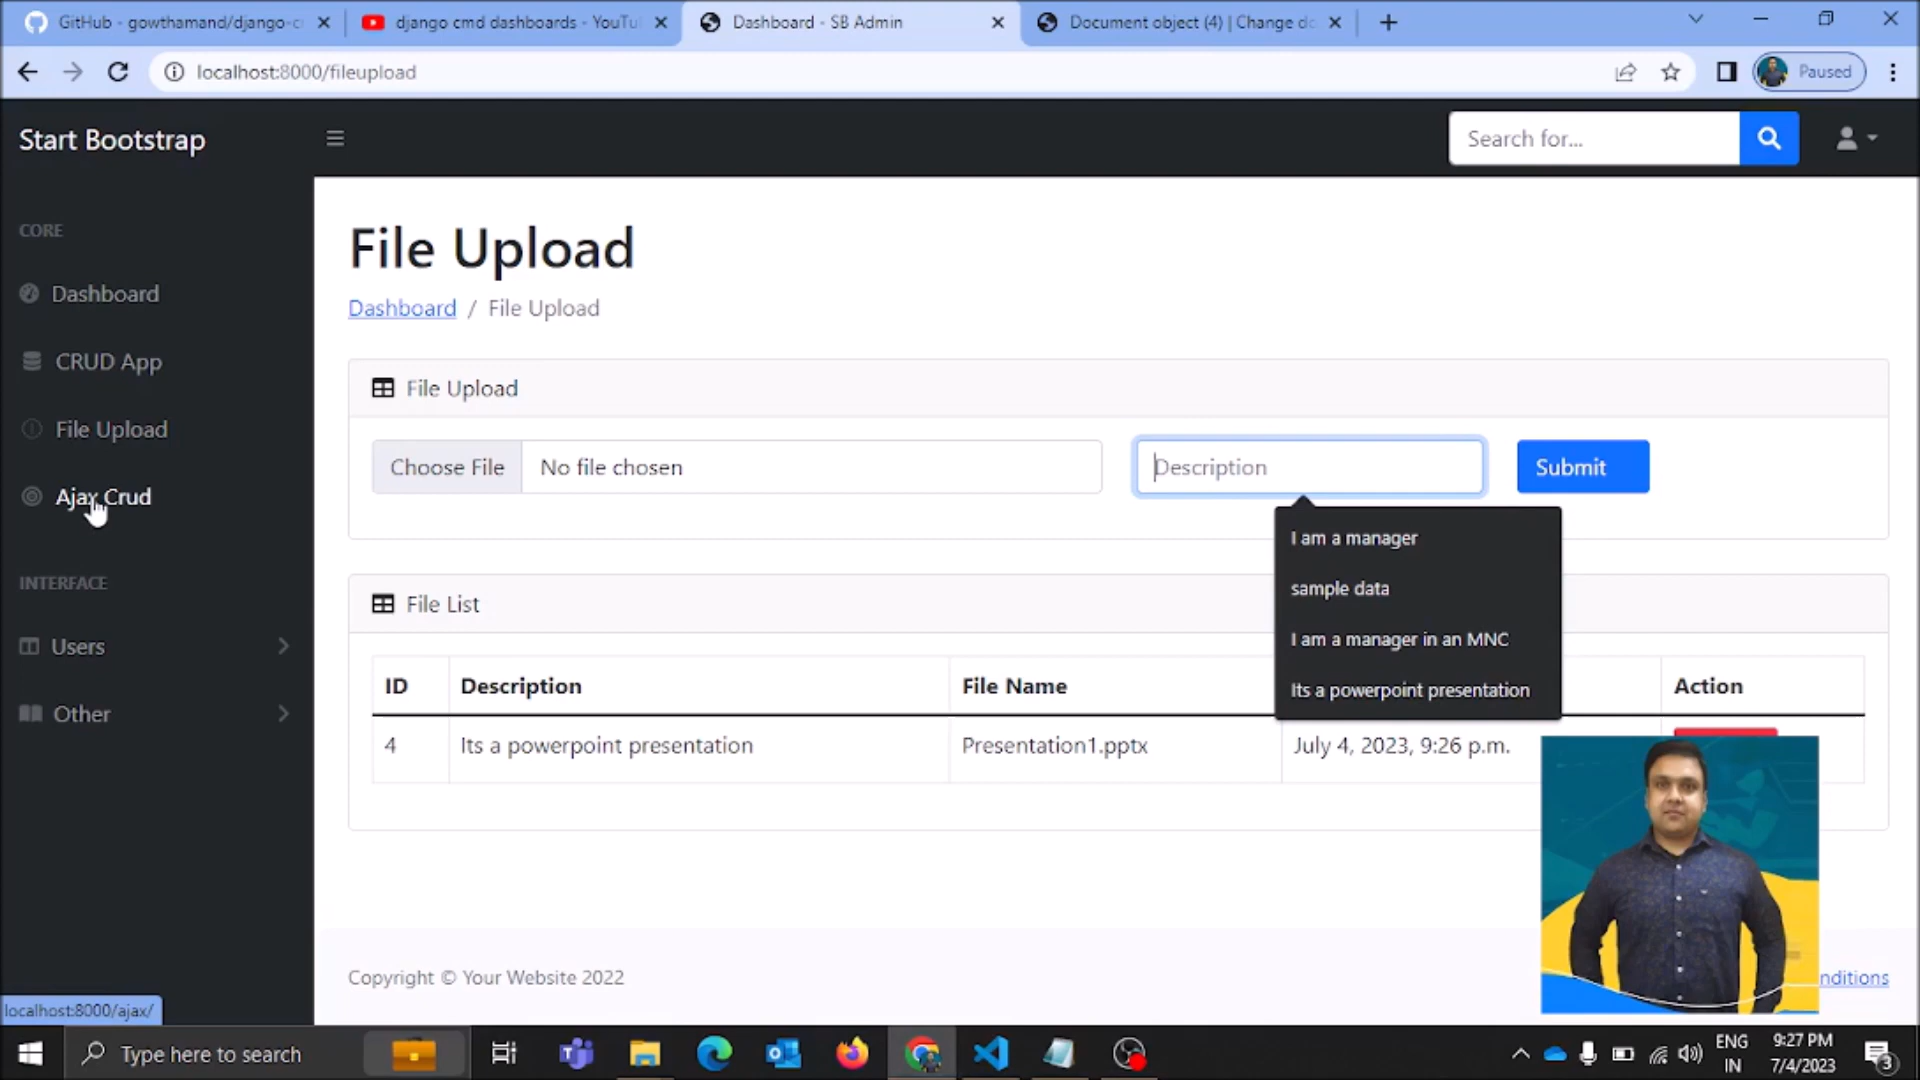 GitHub - gowthamand/django-c
django cmd dashboards - YouTu
Dashboard - SB Admin
Document object (4) | Change do
localhost:8000/fileupload
Paused
Start Bootstrap
Search for...
CORE
Dashboard
CRUD App
File Upload
Ajax Crud
INTERFACE
Users
Other
File Upload
Dashboard / File Upload
File Upload
Choose File No file chosen
Description
Submit
I am a manager
sample data
I am a manager in an MNC
Its a powerpoint presentation
File List
ID Description File Name Action
4 Its a powerpoint presentation Presentation1.pptx July 4, 2023, 9:26 p.m.
Copyright © Your Website 2022
nditions
localhost:8000/ajax/
Type here to search
ENG
IN
9:27 PM
7/4/2023
3